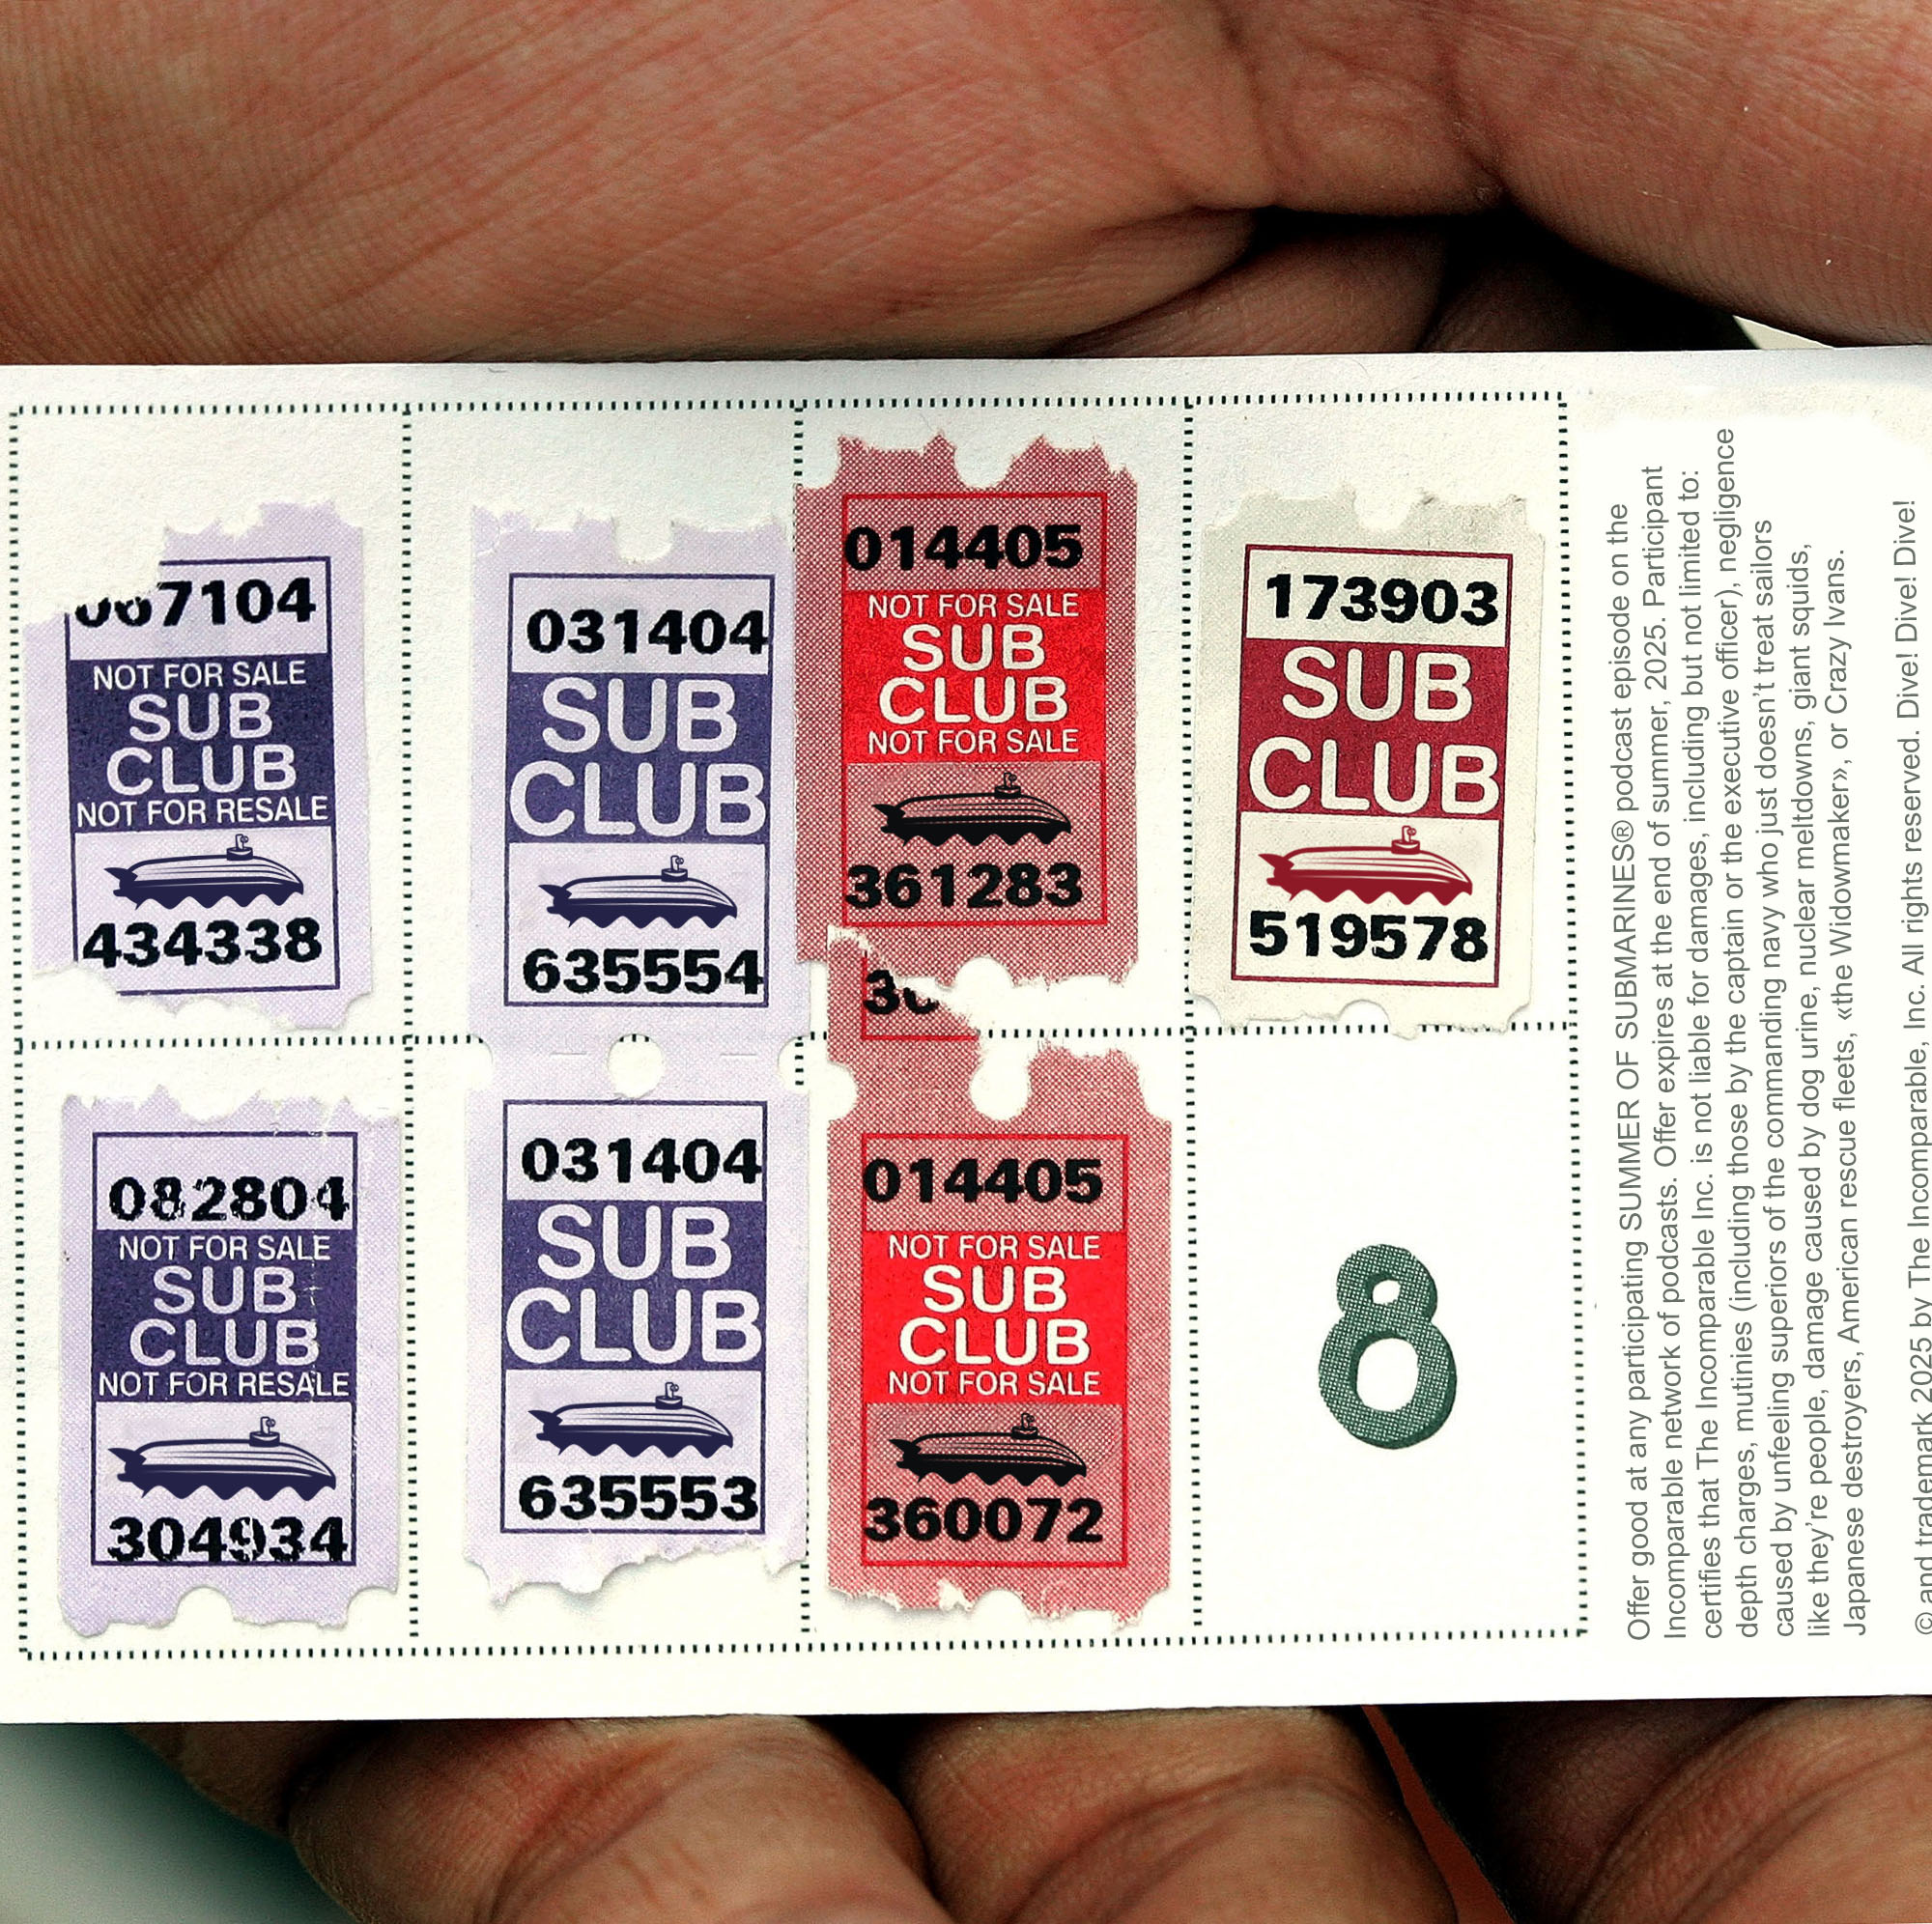 067104
NOT FOR SALE
SUB
CLUB
NOT FOR RESALE
434338
031404
SUB
CLUB
635554
014405
NOT FOR SALE
SUB
CLUB
NOT FOR SALE
361283
173903
SUB
CLUB
519578
082804
NOT FOR SALE
SUB
CLUB
NOT FOR RESALE
304934
031404
SUB
CLUB
635553
36
014405
NOT FOR SALE
SUB
CLUB
NOT FOR SALE
360072
8
Offer good at any participating SUMMER OF SUBMARINES® podcast episode on the
Incomparable network of podcasts. Offer expires at the end of summer, 2025. Participant
certifies that The Incomparable Inc. is not liable for damages, including but not limited to:
depth charges, mutinies (including those by the captain or the executive officer), negligence
caused by unfeeling superiors of the commanding navy who just doesn't treat sailors
like they're people, damage caused by dog urine, nuclear meltdowns, giant squids,
Japanese destroyers, American rescue fleets, «the Widowmaker», or Crazy Ivans.
© and trademark 2025 by The Incomparable, Inc. All rights reserved. Dive! Dive! Dive!